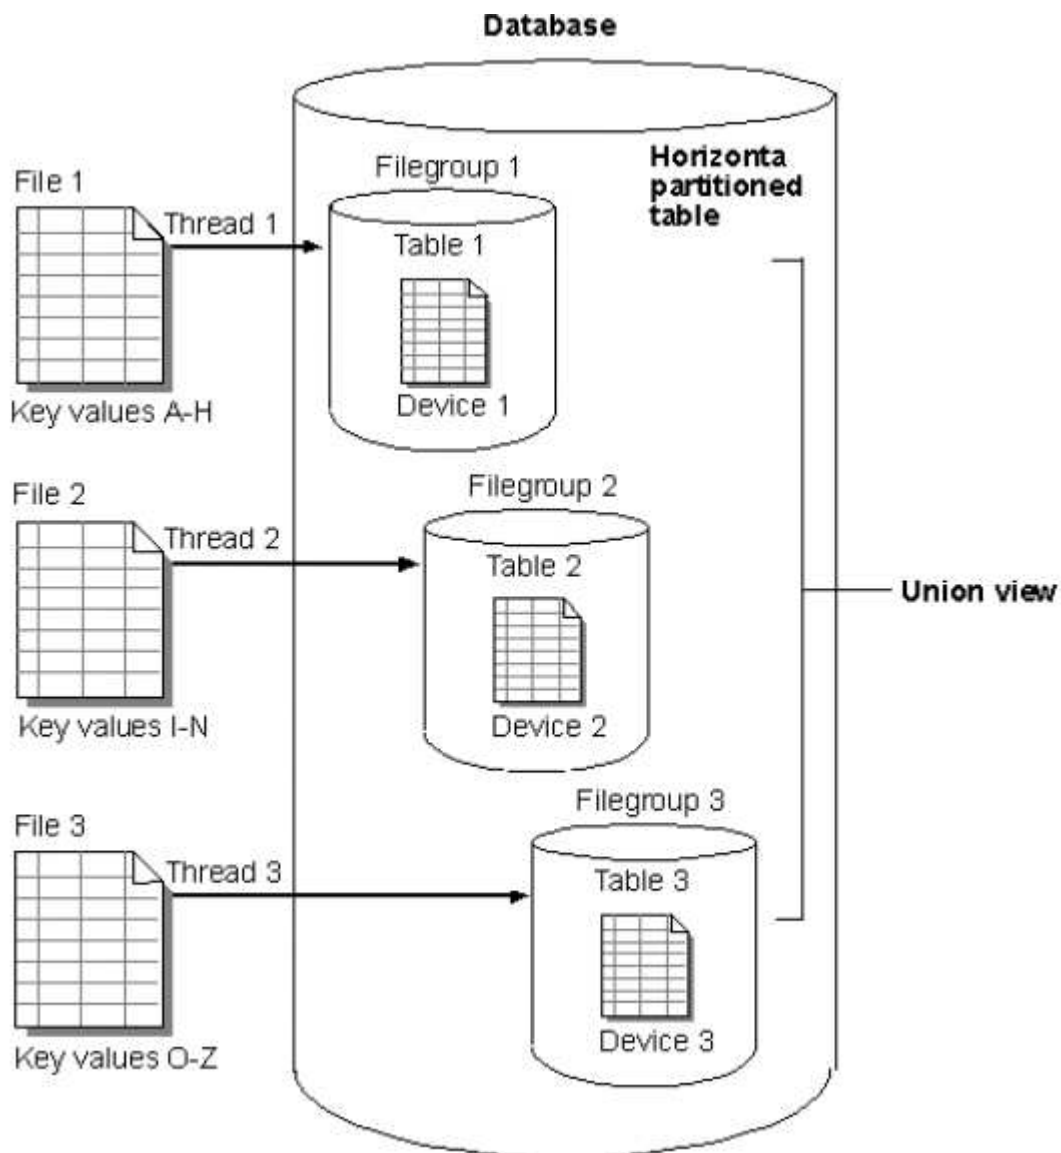 Database
Horizonta
partitioned
table
File 1
Thread 1
Key values A-H
Filegroup 1
Table 1
Device 1
File 2
Thread 2
Key values I-N
Filegroup 2
Table 2
Device 2
Union view
File 3
Thread 3
Key values O-Z
Filegroup 3
Table 3
Device 3